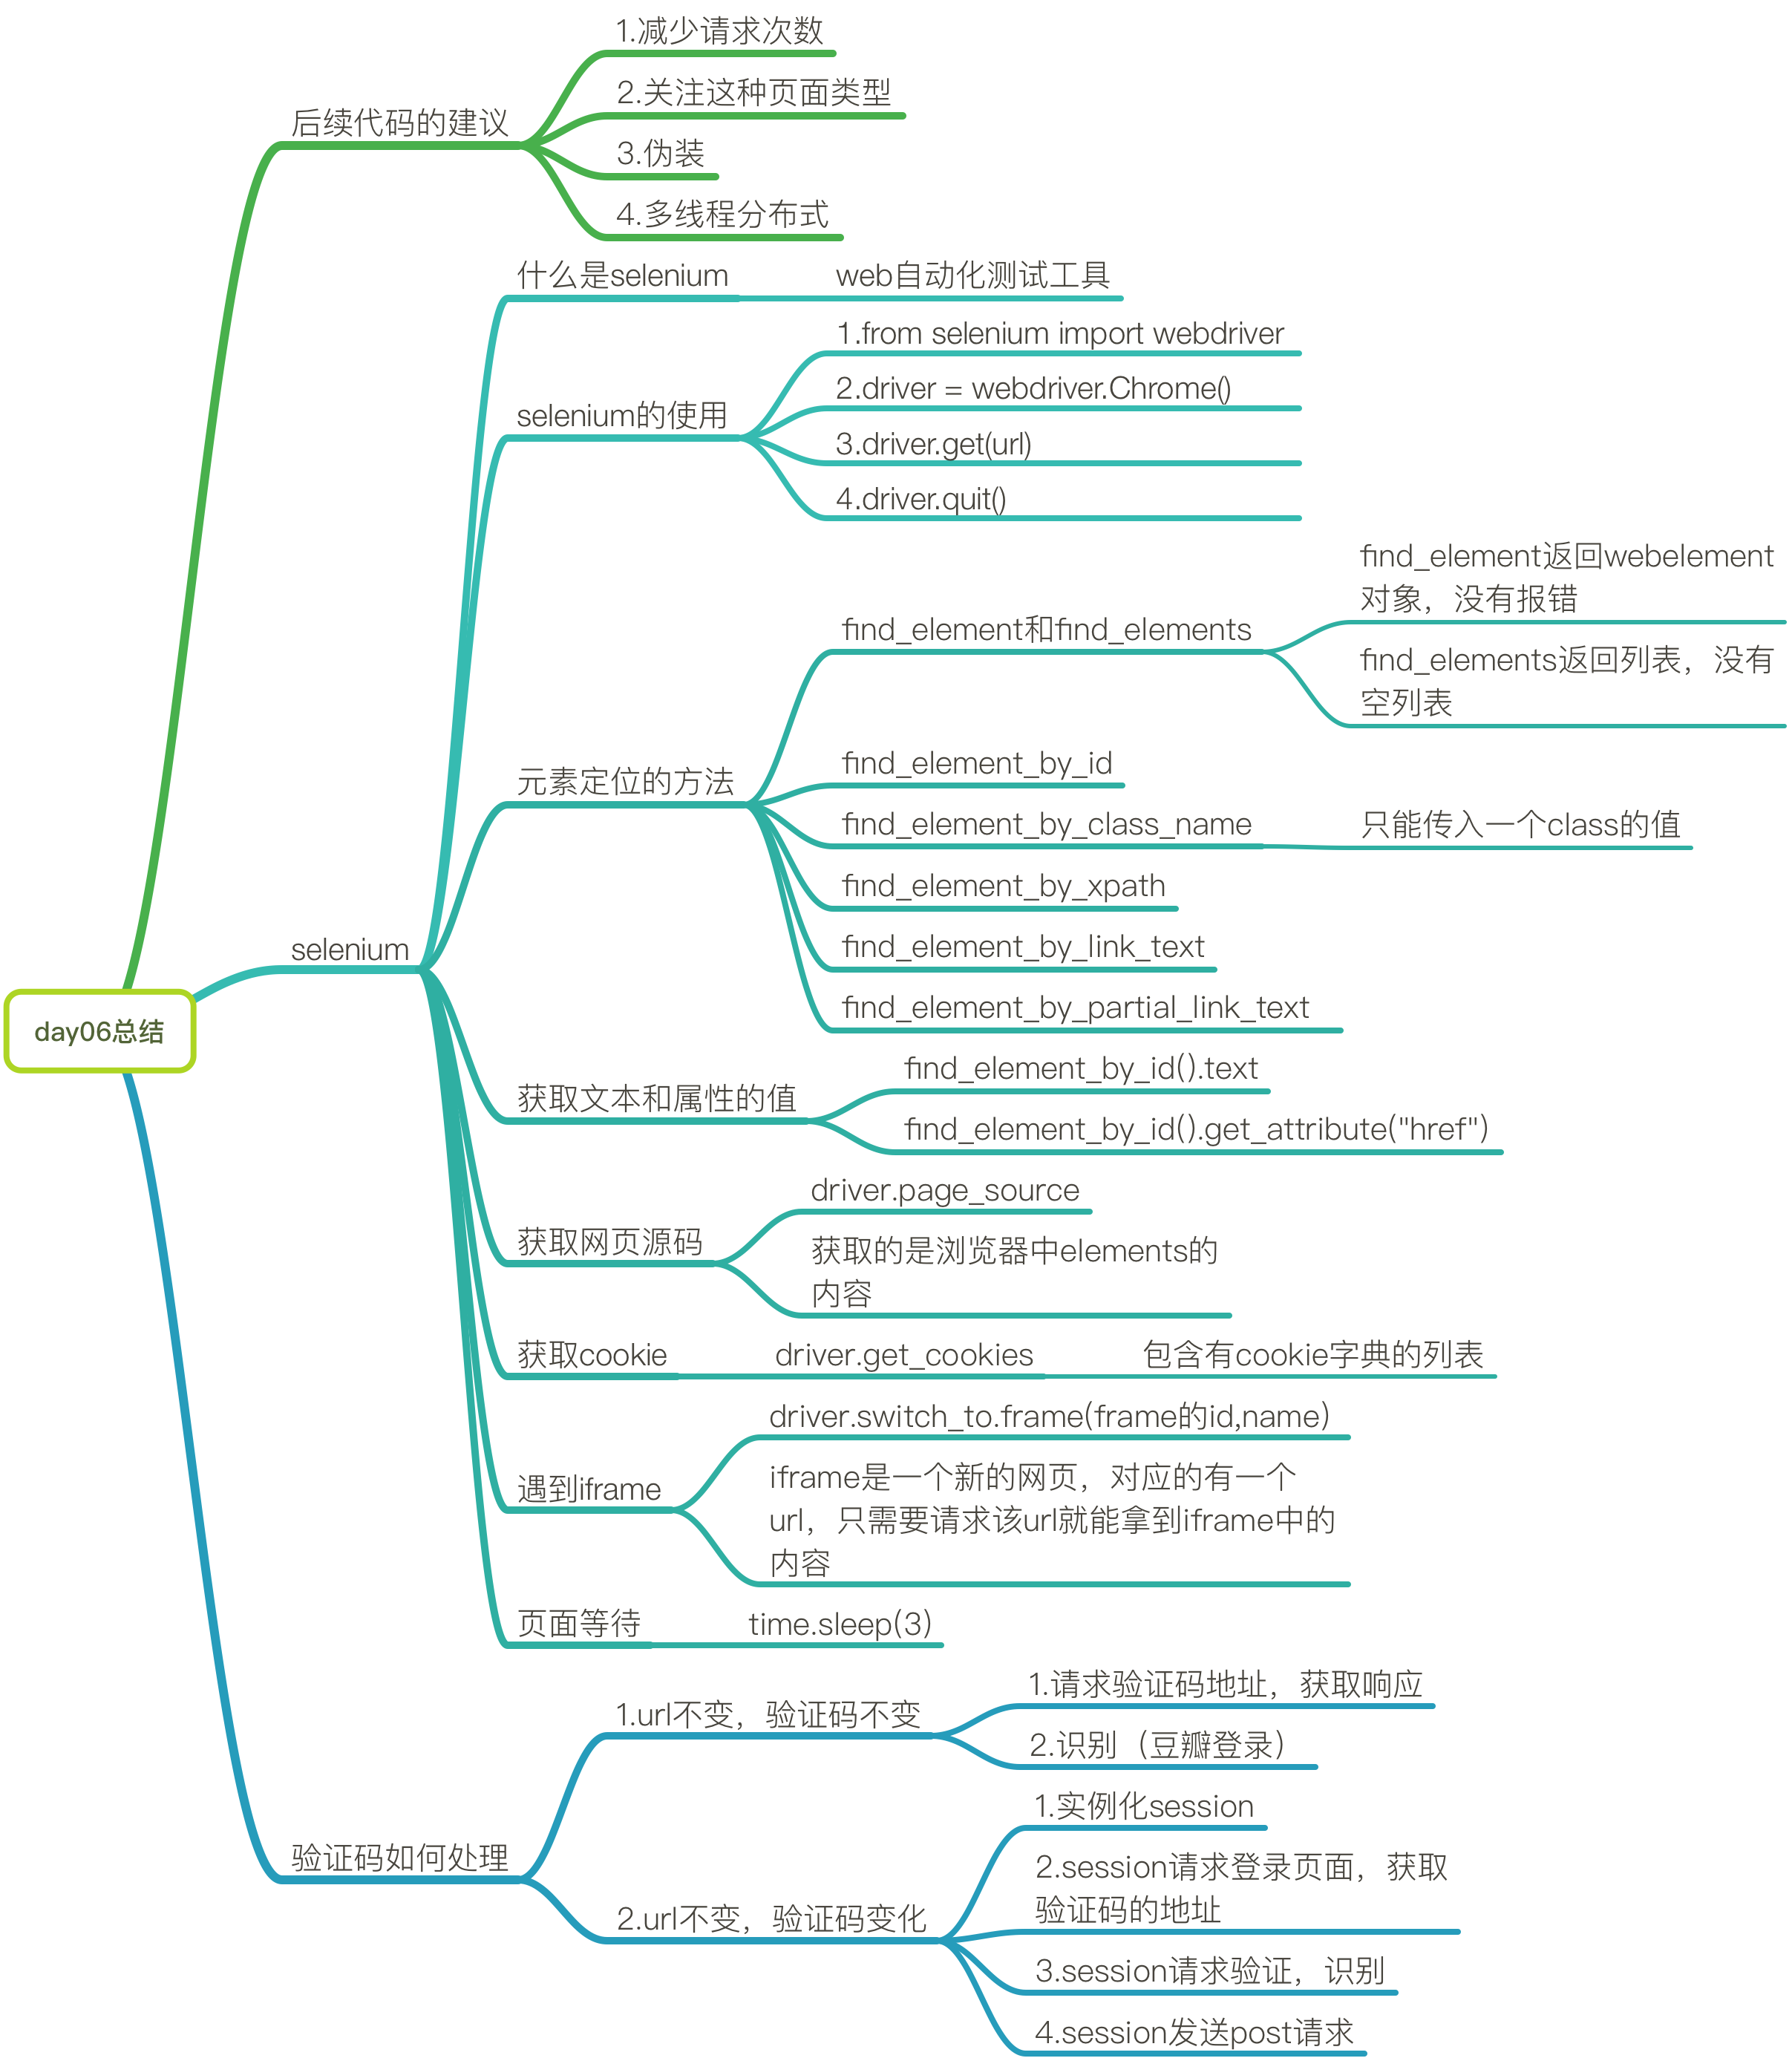 day06总结
后续代码的建议
1.减少请求次数
2.关注这种页面类型
3.伪装
4.多线程分布式
selenium
什么是selenium
web自动化测试工具
selenium的使用
1.from selenium import webdriver
2.driver = webdriver.Chrome()
3.driver.get(url)
4.driver.quit()
元素定位的方法
find_element和find_elements
find_element返回webelement
对象，没有报错
find_elements返回列表，没有
空列表
find_element_by_id
find_element_by_class_name
只能传入一个class的值
find_element_by_xpath
find_element_by_link_text
find_element_by_partial_link_text
获取文本和属性的值
find_element_by_id().text
find_element_by_id().get_attribute("href")
获取网页源码
driver.page_source
获取的是浏览器中elements的
内容
获取cookie
driver.get_cookies
包含有cookie字典的列表
遇到iframe
driver.switch_to.frame(frame的id,name)
iframe是一个新的网页，对应的有一个
url，只需要请求该url就能拿到iframe中的
内容
页面等待
time.sleep(3)
验证码如何处理
1.url不变，验证码不变
1.请求验证码地址，获取响应
2.识别（豆瓣登录）
2.url不变，验证码变化
1.实例化session
2.session请求登录页面，获取
验证码的地址
3.session请求验证，识别
4.session发送post请求